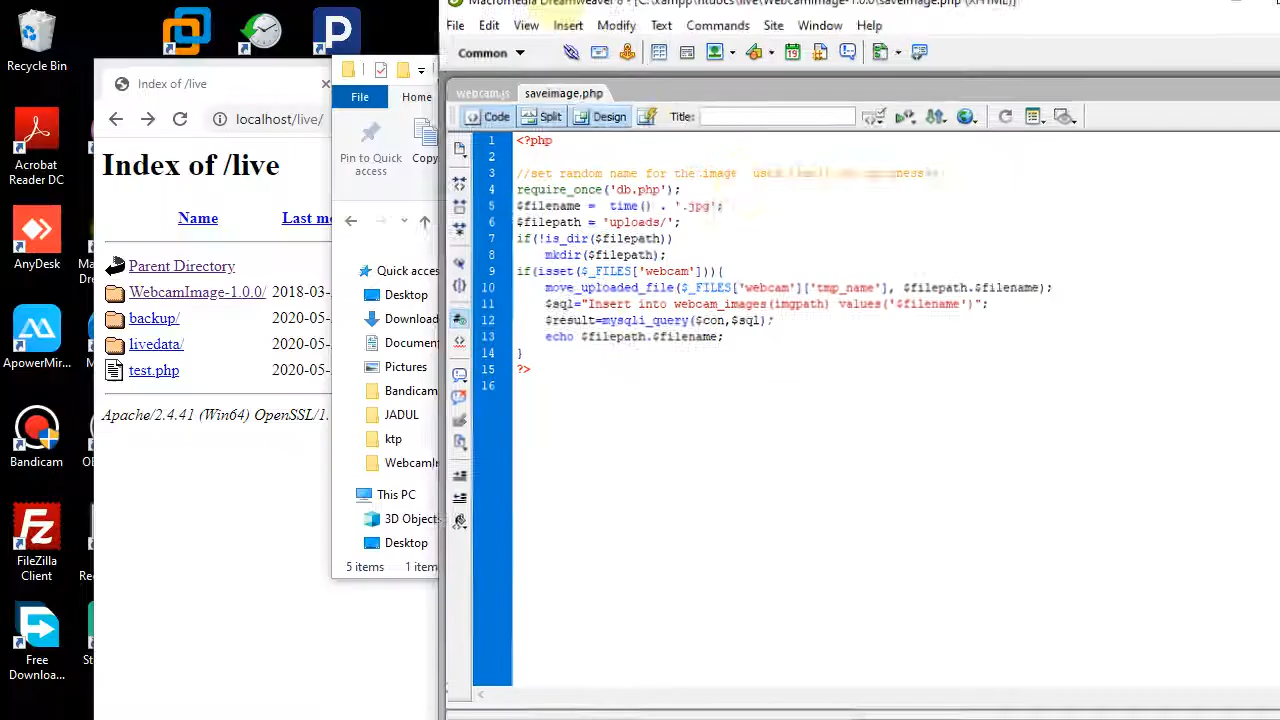 Recycle Bin
Acrobat
Reader DC
AnyDesk
ApowerMir...
Bandicam
FileZilla
Client
Free
Downloa...
Index of /live
localhost/live/
Index of /live
Name
Parent Directory
WebcamImage-1.0.0/ 2018-03-
backup/ 2020-05-
livedata/ 2020-05-
test.php 2020-05-
Apache/2.4.41 (Win64) OpenSSL/1.
File
Home
Pin to Quick
access
Copy
Quick acces
Desktop
Download
Documen
Pictures
Bandicam
JADUL
ktp
WebcamIn
This PC
3D Objects
Desktop
5 items 1 item
File Edit View Insert Modify Text Commands Site Window Help
Common
webcam.js saveimage.php
Code Split Design Title:
1 <?php
2
3 //set random name for the image
4 require_once('db.php');
5 $filename = time() . '.jpg';
6 $filepath = 'uploads/';
7 if(!is_dir($filepath))
8 mkdir($filepath);
9 if(isset($_FILES['webcam'])){
10 move_uploaded_file($_FILES['webcam']['tmp_name'], $filepath.$filename);
11 $sql="Insert into webcam_images(imgpath) values('$filename')";
12 $result=mysqli_query($con,$sql);
13 echo $filepath.$filename;
14 }
15 ?>
16